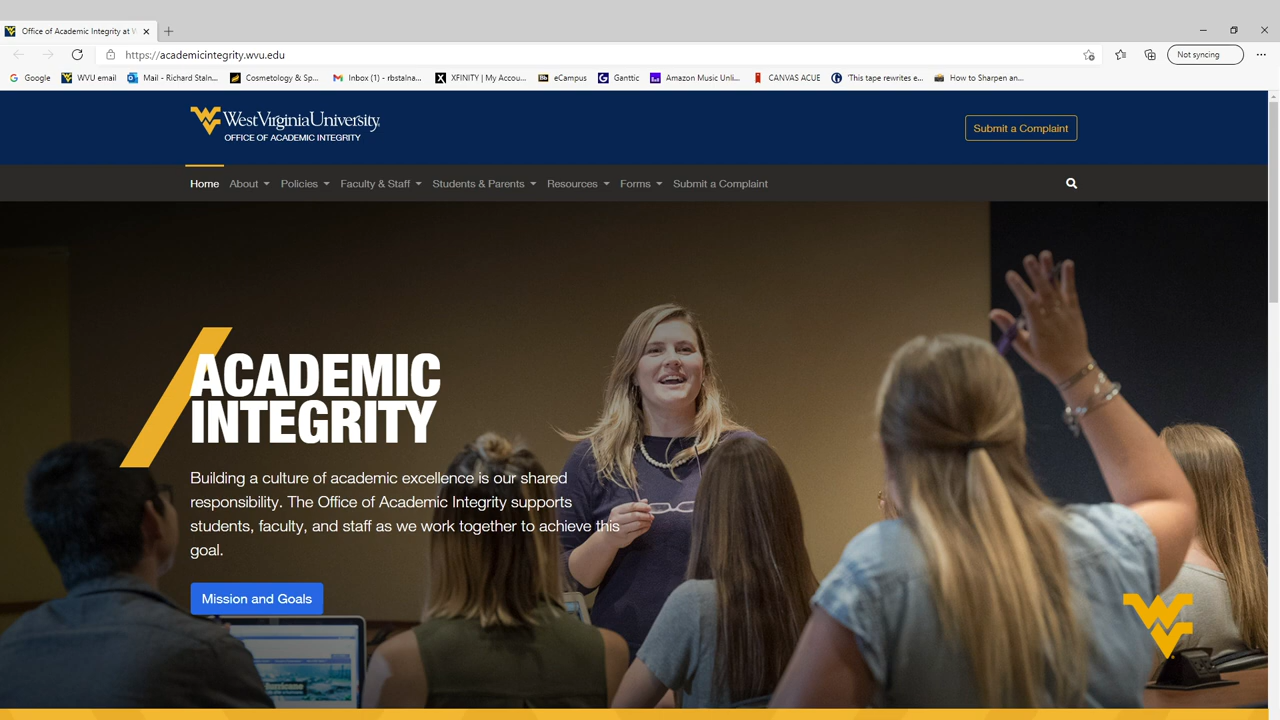 Office of Academic Integrity at W
https://academicintegrity.wvu.edu
Not syncing
Google
WVU email
Mail - Richard Staln...
Cosmetology & Sp...
Inbox (1) - rbstalna...
XFINITY | My Accou...
eCampus
Ganttic
Amazon Music Unli...
CANVAS ACUE
'This tape rewrites e...
How to Sharpen an...
WestVirginiaUniversity
OFFICE OF ACADEMIC INTEGRITY
Submit a Complaint
Home
About
Policies
Faculty & Staff
Students & Parents
Resources
Forms
Submit a Complaint
ACADEMIC
INTEGRITY
Building a culture of academic excellence is our shared
responsibility. The Office of Academic Integrity supports
students, faculty, and staff as we work together to achieve this
goal.
Mission and Goals